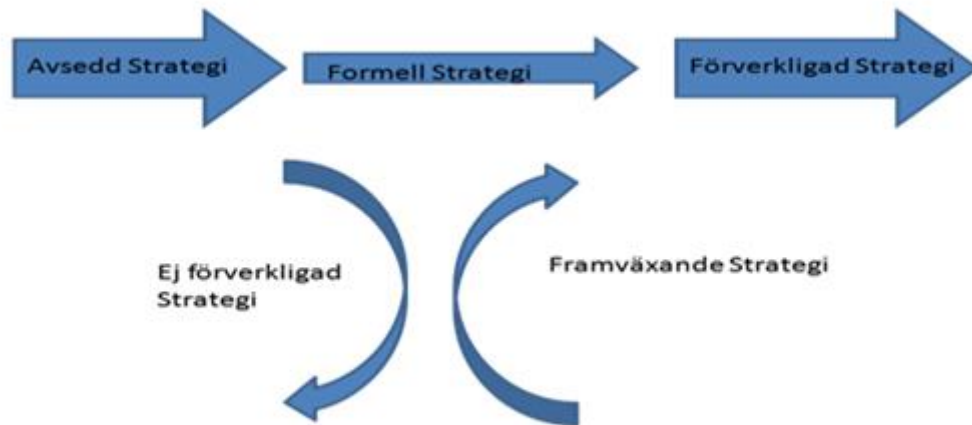 Avsedd Strategi
Formell Strategi
Förverkligad Strategi
Ej förverkligad
Strategi
Framväxande Strategi